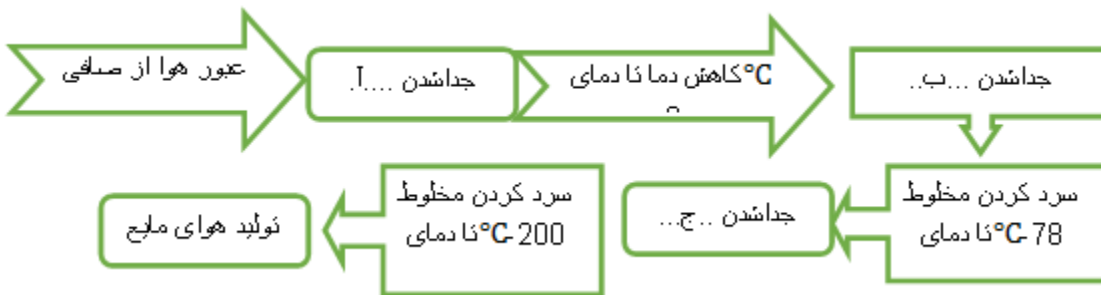 عبور هوا از صافی
جداشدن ....آ.
کاهش دما تا دمای °C
جداشدن ...ب..
سرد کردن مخلوط
تا دمای °C-78
جداشدن ..ج...
سرد کردن مخلوط
تا دمای °C-200
تولید هوای مایع